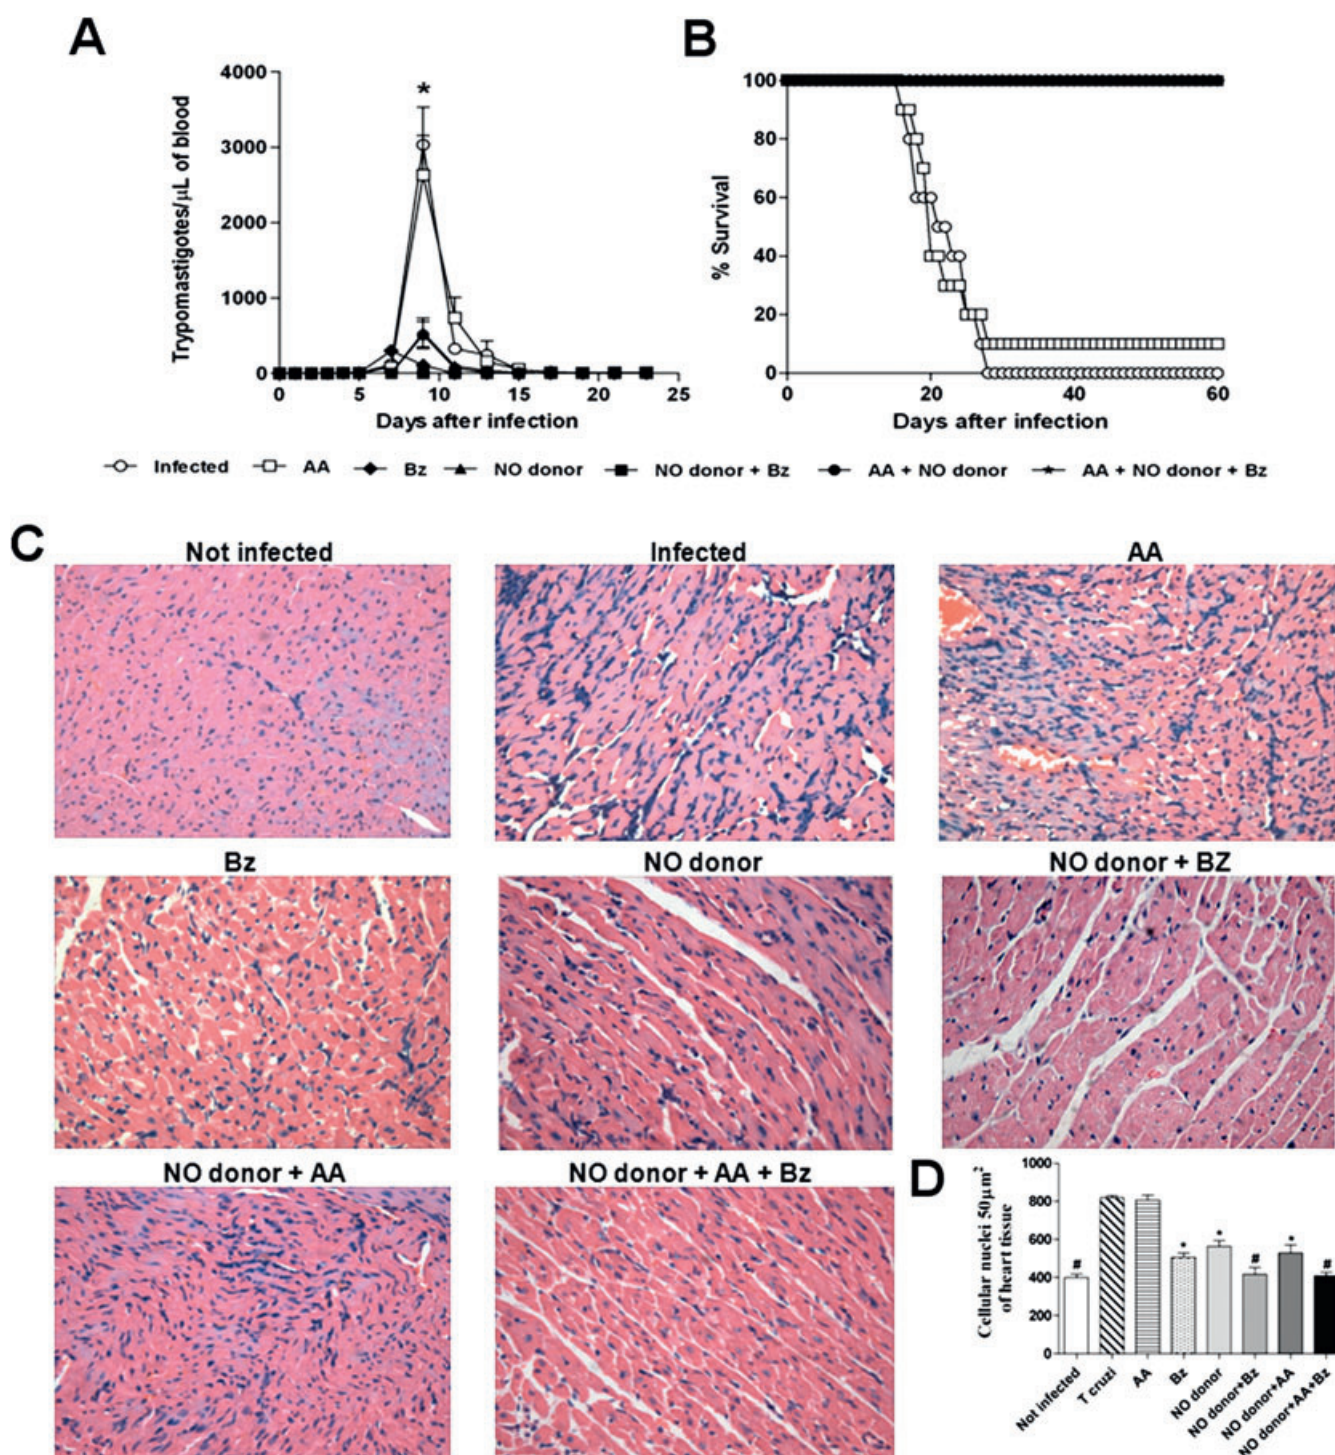 A
B
4000
3000
2000
1000
0
Trypomastigotes/μL of blood
*
0 5 10 15 20 25
Days after infection
100
80
60
40
20
0
% Survival
0 20 40 60
Days after infection
Infected AA Bz NO donor NO donor + Bz AA + NO donor AA + NO donor + Bz
C
Not infected Infected AA
Bz NO donor NO donor + BZ
NO donor + AA NO donor + AA + Bz
D
1000
800
600
400
200
0
Cellular nuclei 50μm²
of heart tissue
# * * # * #
Not infected
T cruzi
AA
Bz
NO donor
NO donor+Bz
NO donor+AA
NO donor+AA+Bz